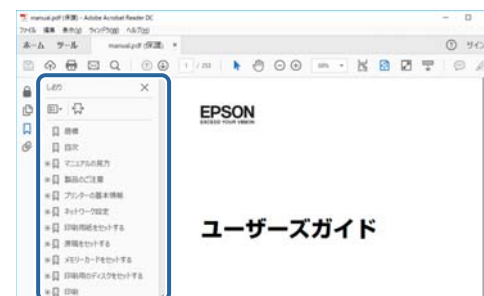 manual.pdf (保護) - Adobe Acrobat Reader DC
ファイル 編集 表示(V) ウィンドウ(W) ヘルプ(H)
ホーム ツール manual.pdf (保護) ×
1 / 203
しおり ×
商標
目次
マニュアルの見方
製品のご注意
プリンターの基本情報
ネットワーク設定
印刷用紙をセットする
原稿をセットする
メモリーカードをセットする
印刷用のディスクをセットする
印刷
EPSON
EXCEED YOUR VISION
ユーザーズガイド